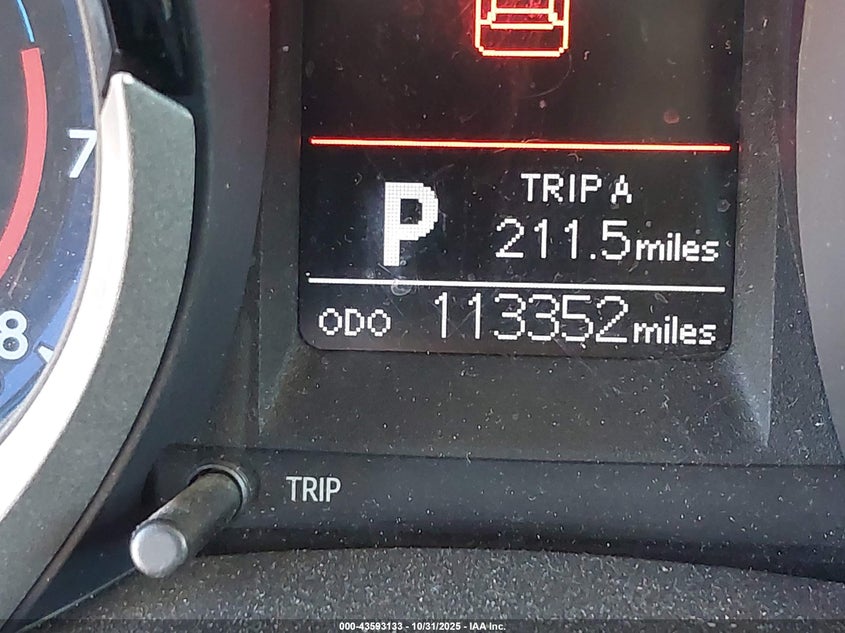 7
8
P
TRIP A
211.5 miles
ODO 113352 miles
TRIP
000-43593133 - 10/31/2025 - IAA Inc.